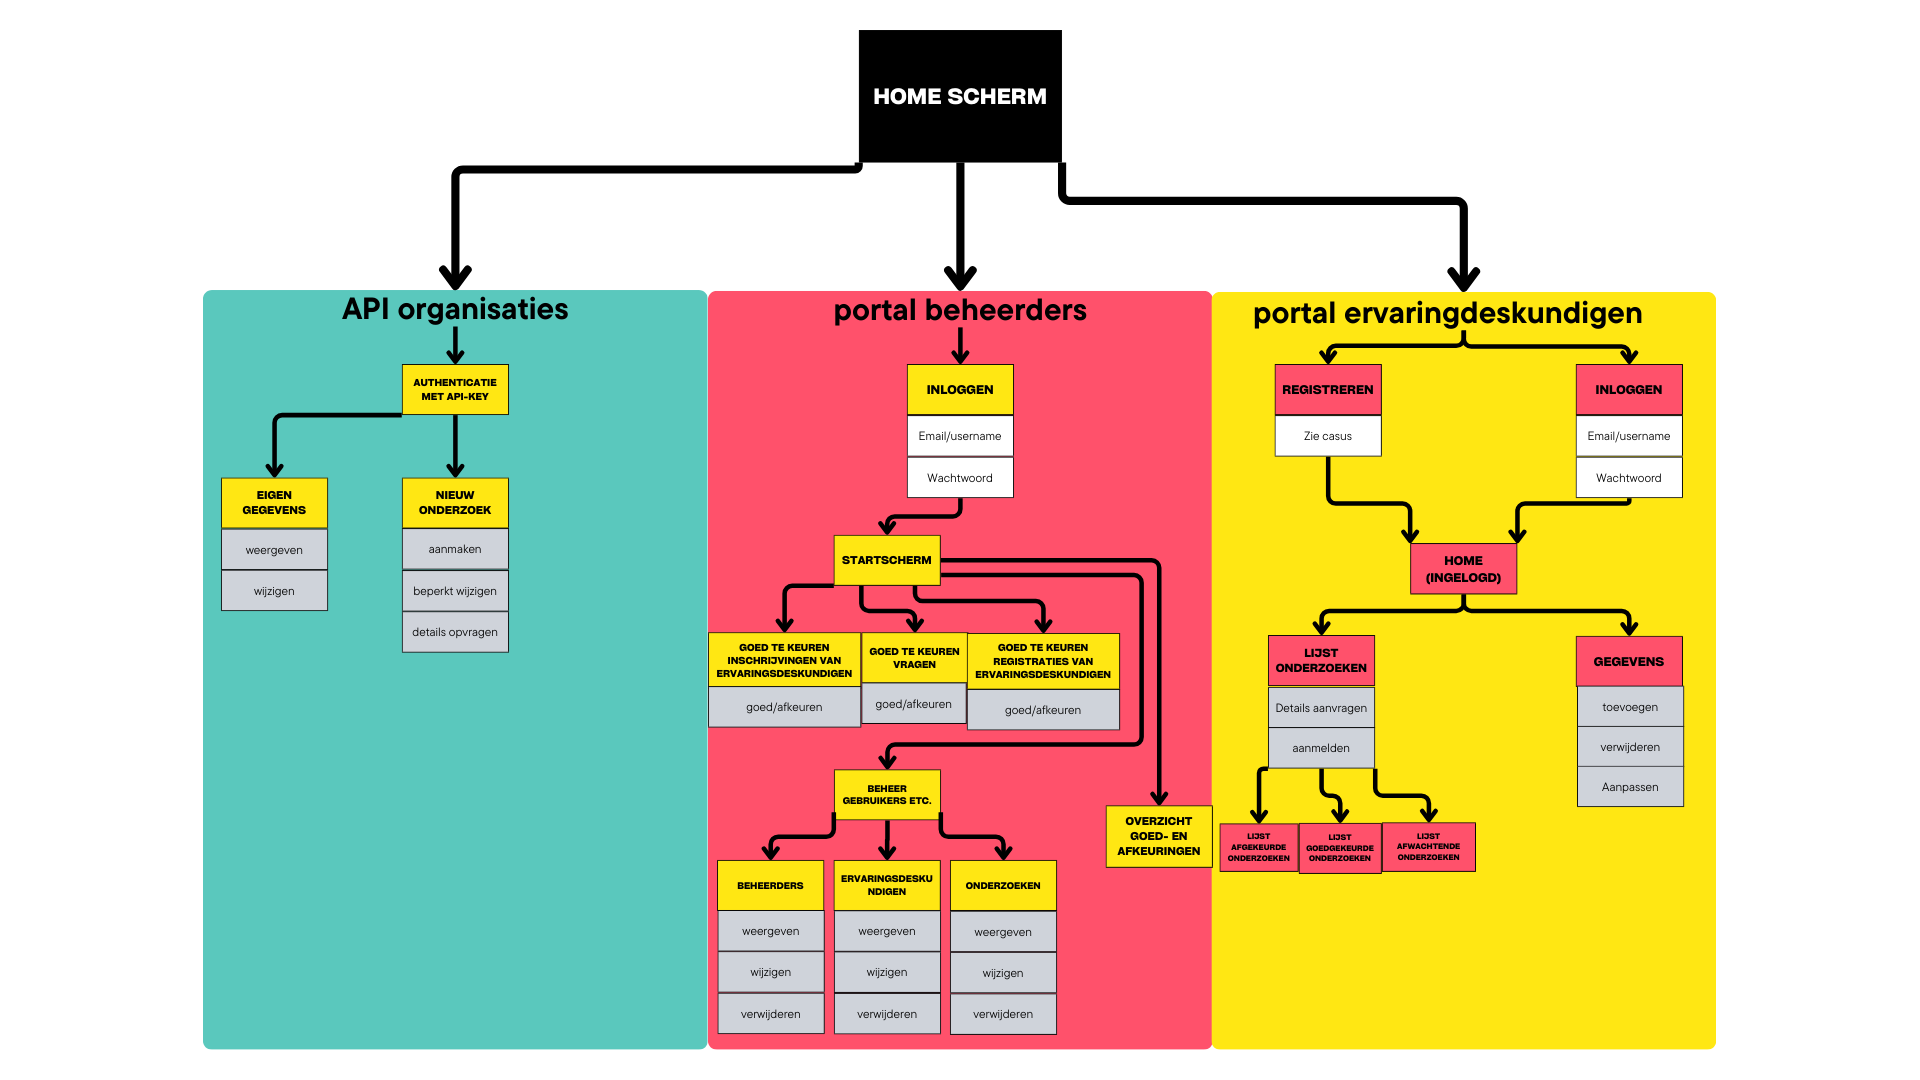 HOME SCHERM
API organisaties
AUTHENTICATIE
MET API-KEY
EIGEN
GEGEVENS
weergeven
wijzigen
NIEUW
ONDERZOEK
aanmaken
beperkt wijzigen
details opvragen
portal beheerders
INLOGGEN
Email/username
Wachtwoord
STARTSCHERM
GOED TE KEUREN
INSCHRIJVINGEN VAN
ERVARINGSDESKUNDIGEN
goed/afkeuren
GOED TE KEUREN
VRAGEN
goed/afkeuren
GOED TE KEUREN
REGISTRATIES VAN
ERVARINGSDESKUNDIGEN
goed/afkeuren
BEHEER
GEBRUIKERS ETC.
OVERZICHT
GOED- EN
AFKEURINGEN
BEHEERDERS
weergeven
wijzigen
verwijderen
ERVARINGSDESKU
NDIGEN
weergeven
wijzigen
verwijderen
ONDERZOEKEN
weergeven
wijzigen
verwijderen
portal ervaringdeskundigen
REGISTREREN
Zie casus
INLOGGEN
Email/username
Wachtwoord
HOME
(INGELOGD)
LIJST
ONDERZOEKEN
Details aanvragen
aanmelden
GEGEVENS
toevoegen
verwijderen
Aanpassen
LIJST
AFGEKEURDE
ONDERZOEKEN
LIJST
GOEDGEKEURDE
ONDERZOEKEN
LIJST
AFWACHTENDE
ONDERZOEKEN